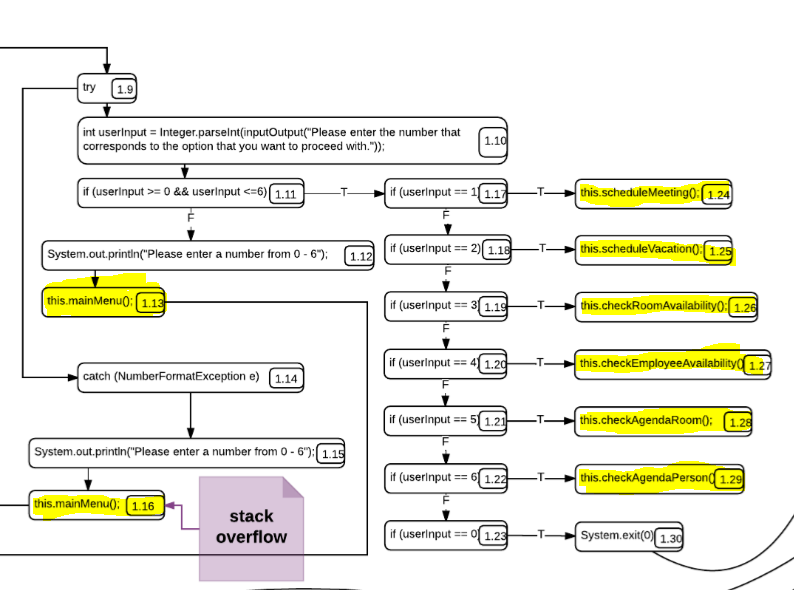 try 1.9
int userInput = Integer.parseInt(inputOutput("Please enter the number that
corresponds to the option that you want to proceed with.")); 1.10
if (userInput >= 0 && userInput <=6) 1.11
T
if (userInput == 1) 1.17
T
this.scheduleMeeting(); 1.24
F
F
System.out.println("Please enter a number from 0 - 6"); 1.12
if (userInput == 2) 1.18
T
this.scheduleVacation(); 1.25
F
this.mainMenu(); 1.13
if (userInput == 3) 1.19
T
this.checkRoomAvailability(); 1.26
F
catch (NumberFormatException e) 1.14
if (userInput == 4) 1.20
T
this.checkEmployeeAvailability() 1.27
F
if (userInput == 5) 1.21
T
this.checkAgendaRoom(); 1.28
F
System.out.println("Please enter a number from 0 - 6"); 1.15
if (userInput == 6) 1.22
T
this.checkAgendaPerson() 1.29
F
this.mainMenu(); 1.16
stack
overflow
if (userInput == 0) 1.23
T
System.exit(0) 1.30